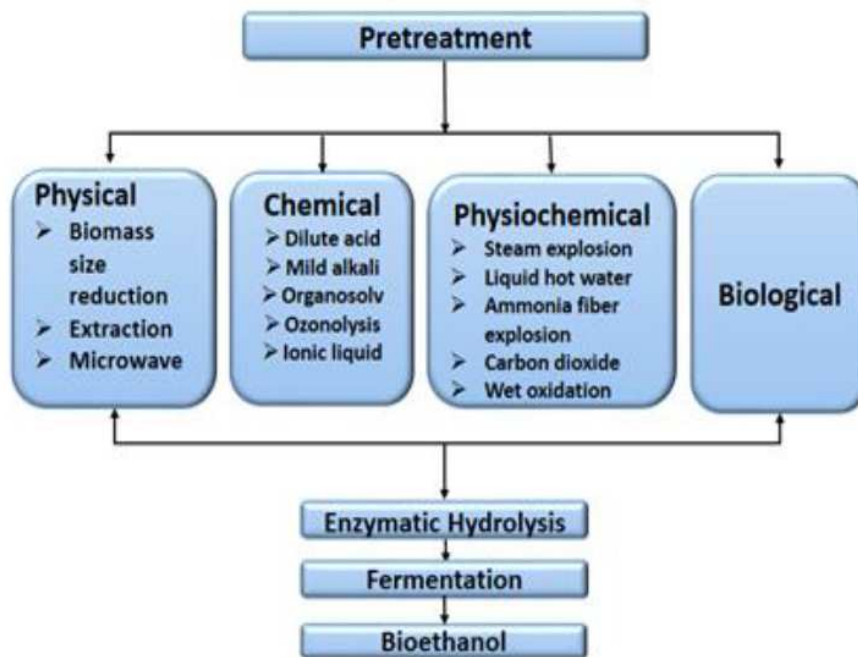 Pretreatment
Physical
➤ Biomass
size
reduction
➤ Extraction
➤ Microwave
Chemical
➤ Dilute acid
➤ Mild alkali
➤ Organosolv
➤ Ozonolysis
➤ Ionic liquid
Physiochemical
➤ Steam explosion
➤ Liquid hot water
➤ Ammonia fiber
explosion
➤ Carbon dioxide
➤ Wet oxidation
Biological
Enzymatic Hydrolysis
Fermentation
Bioethanol